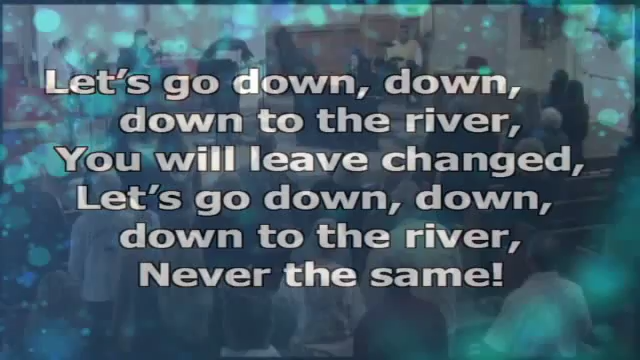 Let's go down, down,
down to the river,
You will leave changed,
Let's go down, down,
down to the river,
Never the same!